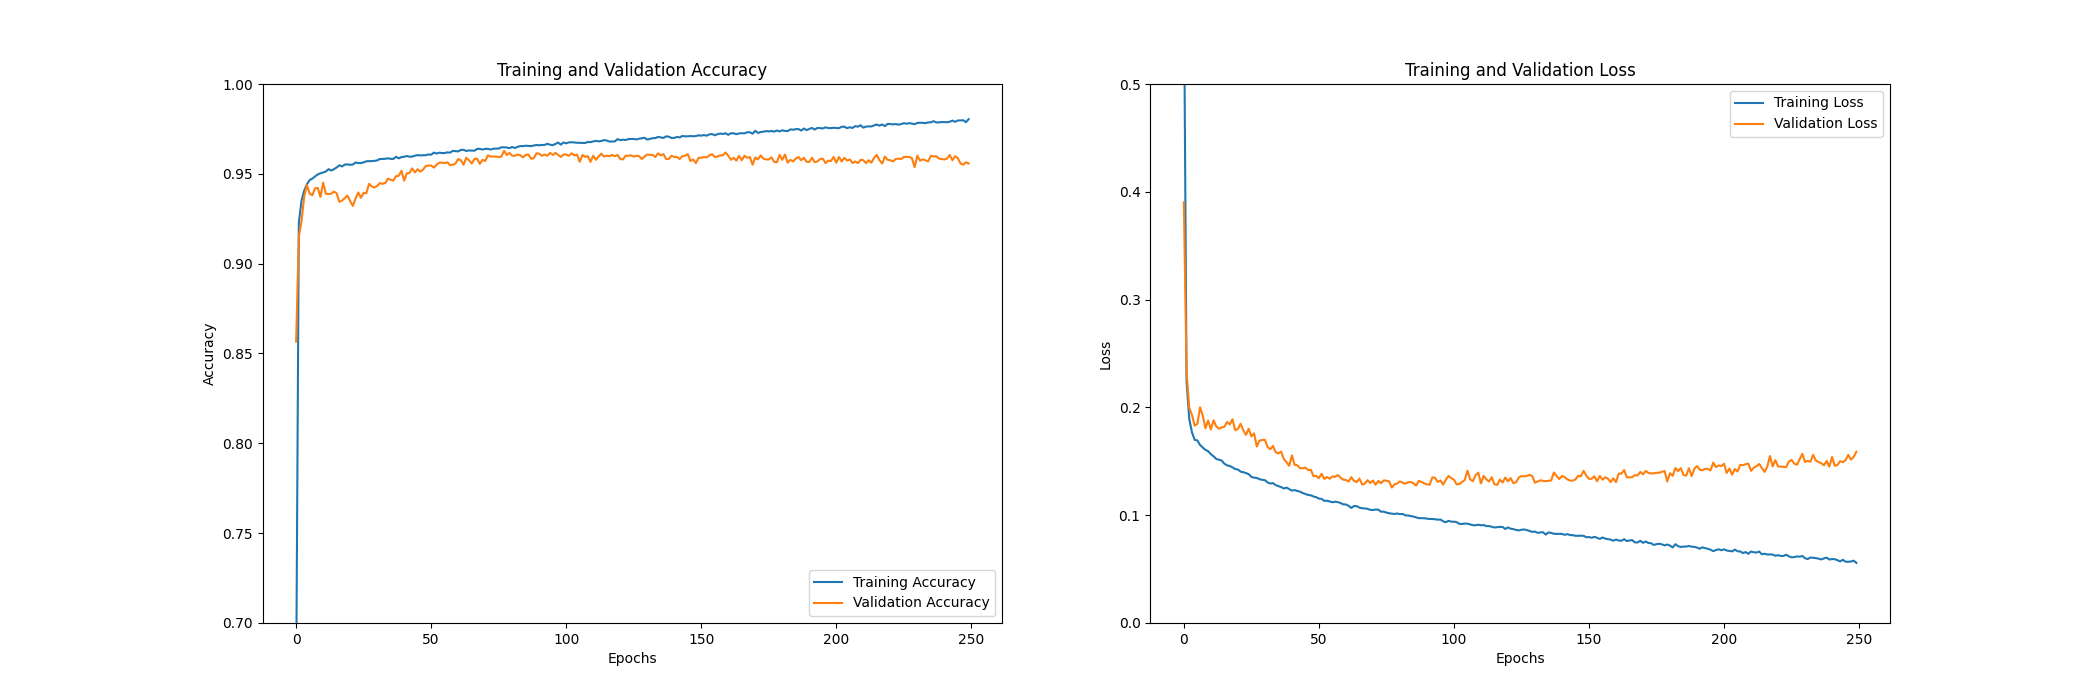 Training and Validation Accuracy
1.00
0.95
0.90
0.85
0.80
0.75
0.70
Accuracy
Training Accuracy
Validation Accuracy
0
50
100
150
200
250
Epochs
Training and Validation Loss
0.5
0.4
0.3
0.2
0.1
0.0
Loss
Training Loss
Validation Loss
0
50
100
150
200
250
Epochs